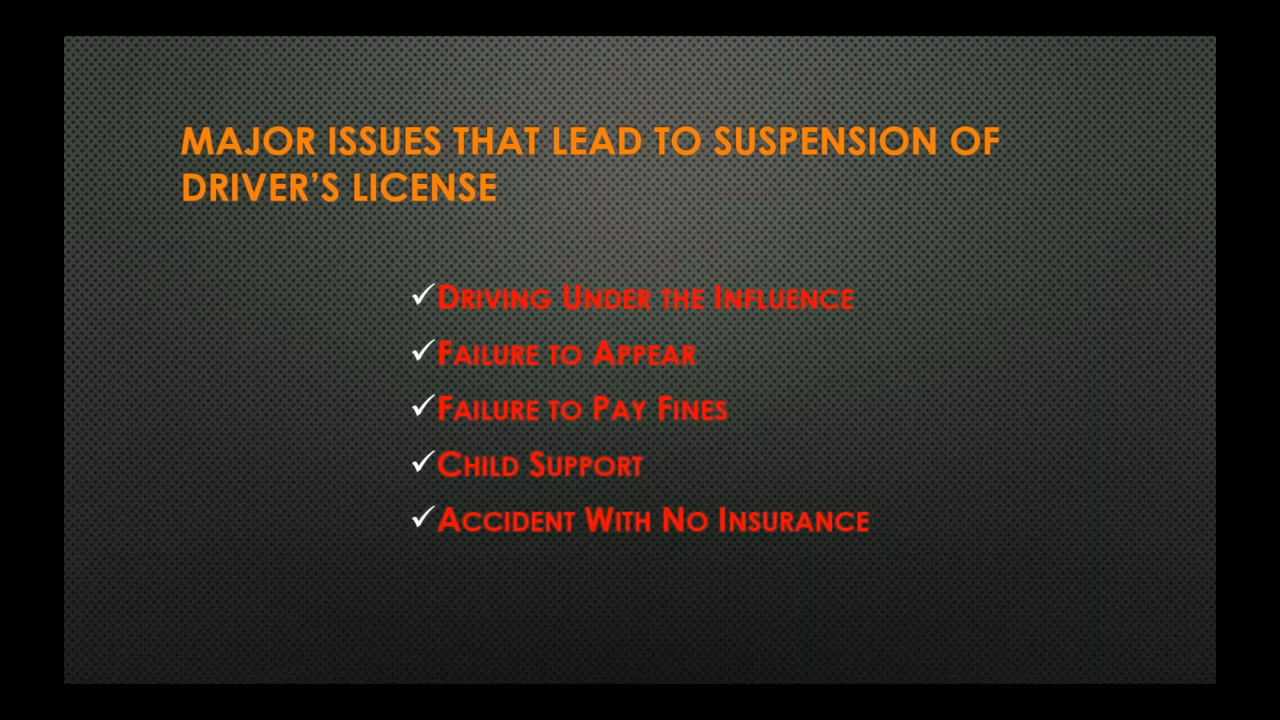 MAJOR ISSUES THAT LEAD TO SUSPENSION OF
DRIVER’S LICENSE
✓DRIVING UNDER THE INFLUENCE
✓FAILURE TO APPEAR
✓FAILURE TO PAY FINES
✓CHILD SUPPORT
✓ACCIDENT WITH NO INSURANCE